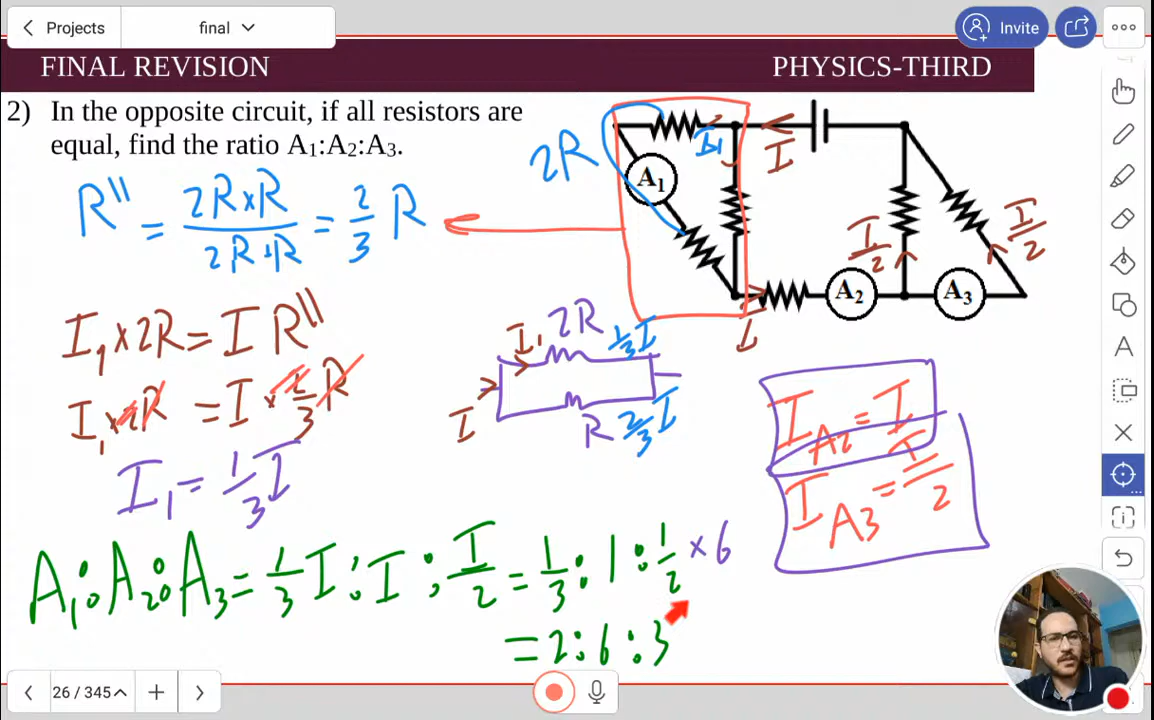 Projects
final
Invite
FINAL REVISION
PHYSICS-THIRD
2) In the opposite circuit, if all resistors are
equal, find the ratio A₁:A₂:A₃.
2R
I₁
I
A₁
I/2
I/2
A₂
A₃
I
R\\ = 2R×R / 2R+R = 2/3 R
I₁×2R = I R\\
I₁×2R = I × 2/3 R
I₁ = 1/3 I
I₁ 2R 1/3 I
I
R 2/3 I
I A2 = I
I A3 = I/2
A₁:A₂:A₃ = 1/3 I : I : I/2 = 1/3 : 1 : 1/2 × 6
= 2:6:3
26 / 345